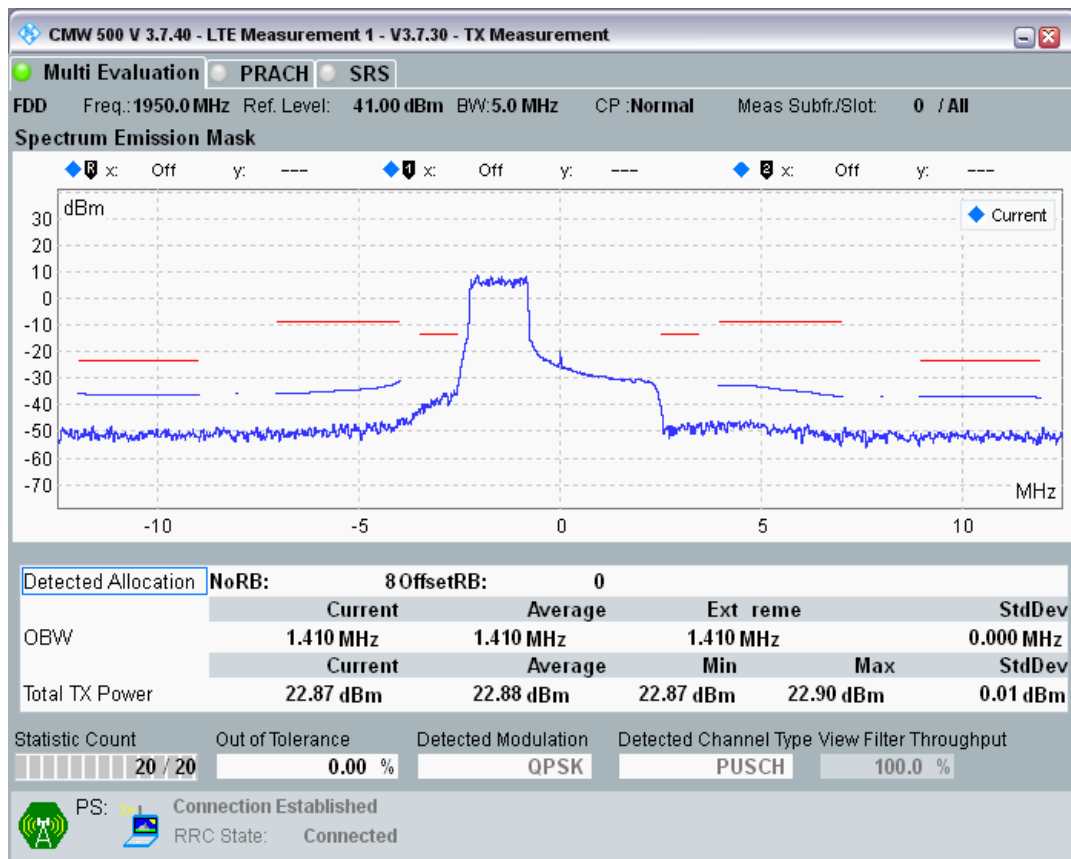 CMW 500 V 3.7.40 - LTE Measurement 1 - V3.7.30 - TX Measurement
Multi Evaluation PRACH SRS
FDD Freq.:1950.0 MHz Ref. Level: 41.00 dBm BW:5.0 MHz CP :Normal Meas Subfr./Slot: 0 / All
Spectrum Emission Mask
R x: Off y: --- 1 x: Off y: --- 2 x: Off y: ---
dBm
Current
30
20
10
0
-10
-20
-30
-40
-50
-60
-70
MHz
-10 -5 0 5 10
Detected Allocation NoRB: 8 OffsetRB: 0
Current Average Ext reme StdDev
OBW 1.410 MHz 1.410 MHz 1.410 MHz 0.000 MHz
Current Average Min Max StdDev
Total TX Power 22.87 dBm 22.88 dBm 22.87 dBm 22.90 dBm 0.01 dBm
Statistic Count Out of Tolerance Detected Modulation Detected Channel Type View Filter Throughput
20 / 20 0.00 % QPSK PUSCH 100.0 %
PS: Connection Established
RRC State: Connected